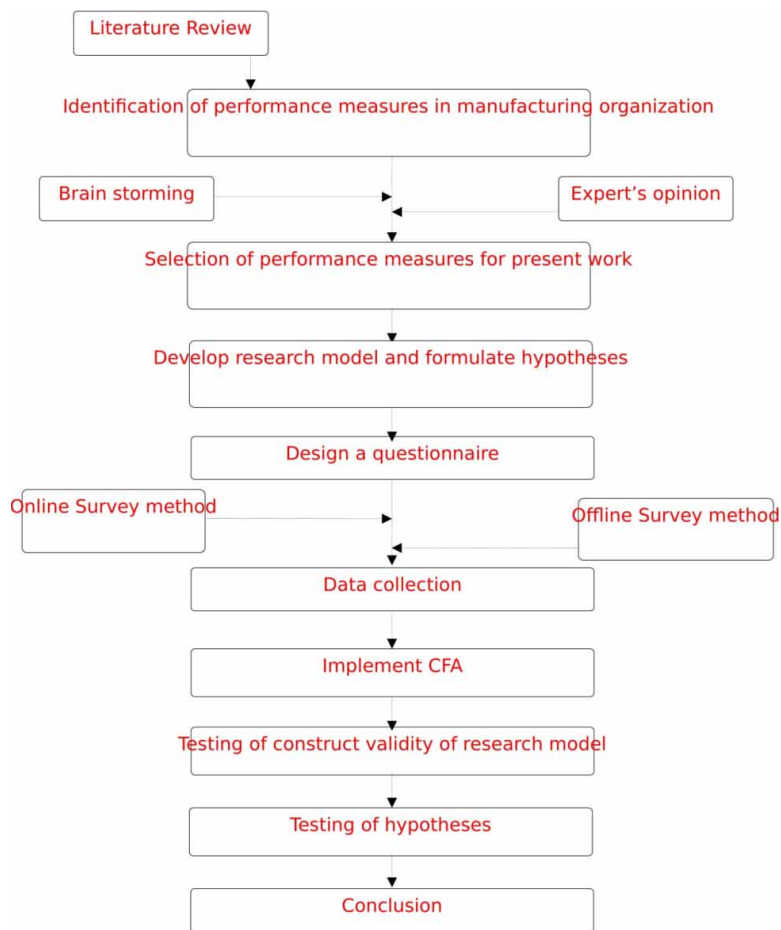 Literature Review
Identification of performance measures in manufacturing organization
Brain storming
Expert’s opinion
Selection of performance measures for present work
Develop research model and formulate hypotheses
Design a questionnaire
Online Survey method
Offline Survey method
Data collection
Implement CFA
Testing of construct validity of research model
Testing of hypotheses
Conclusion